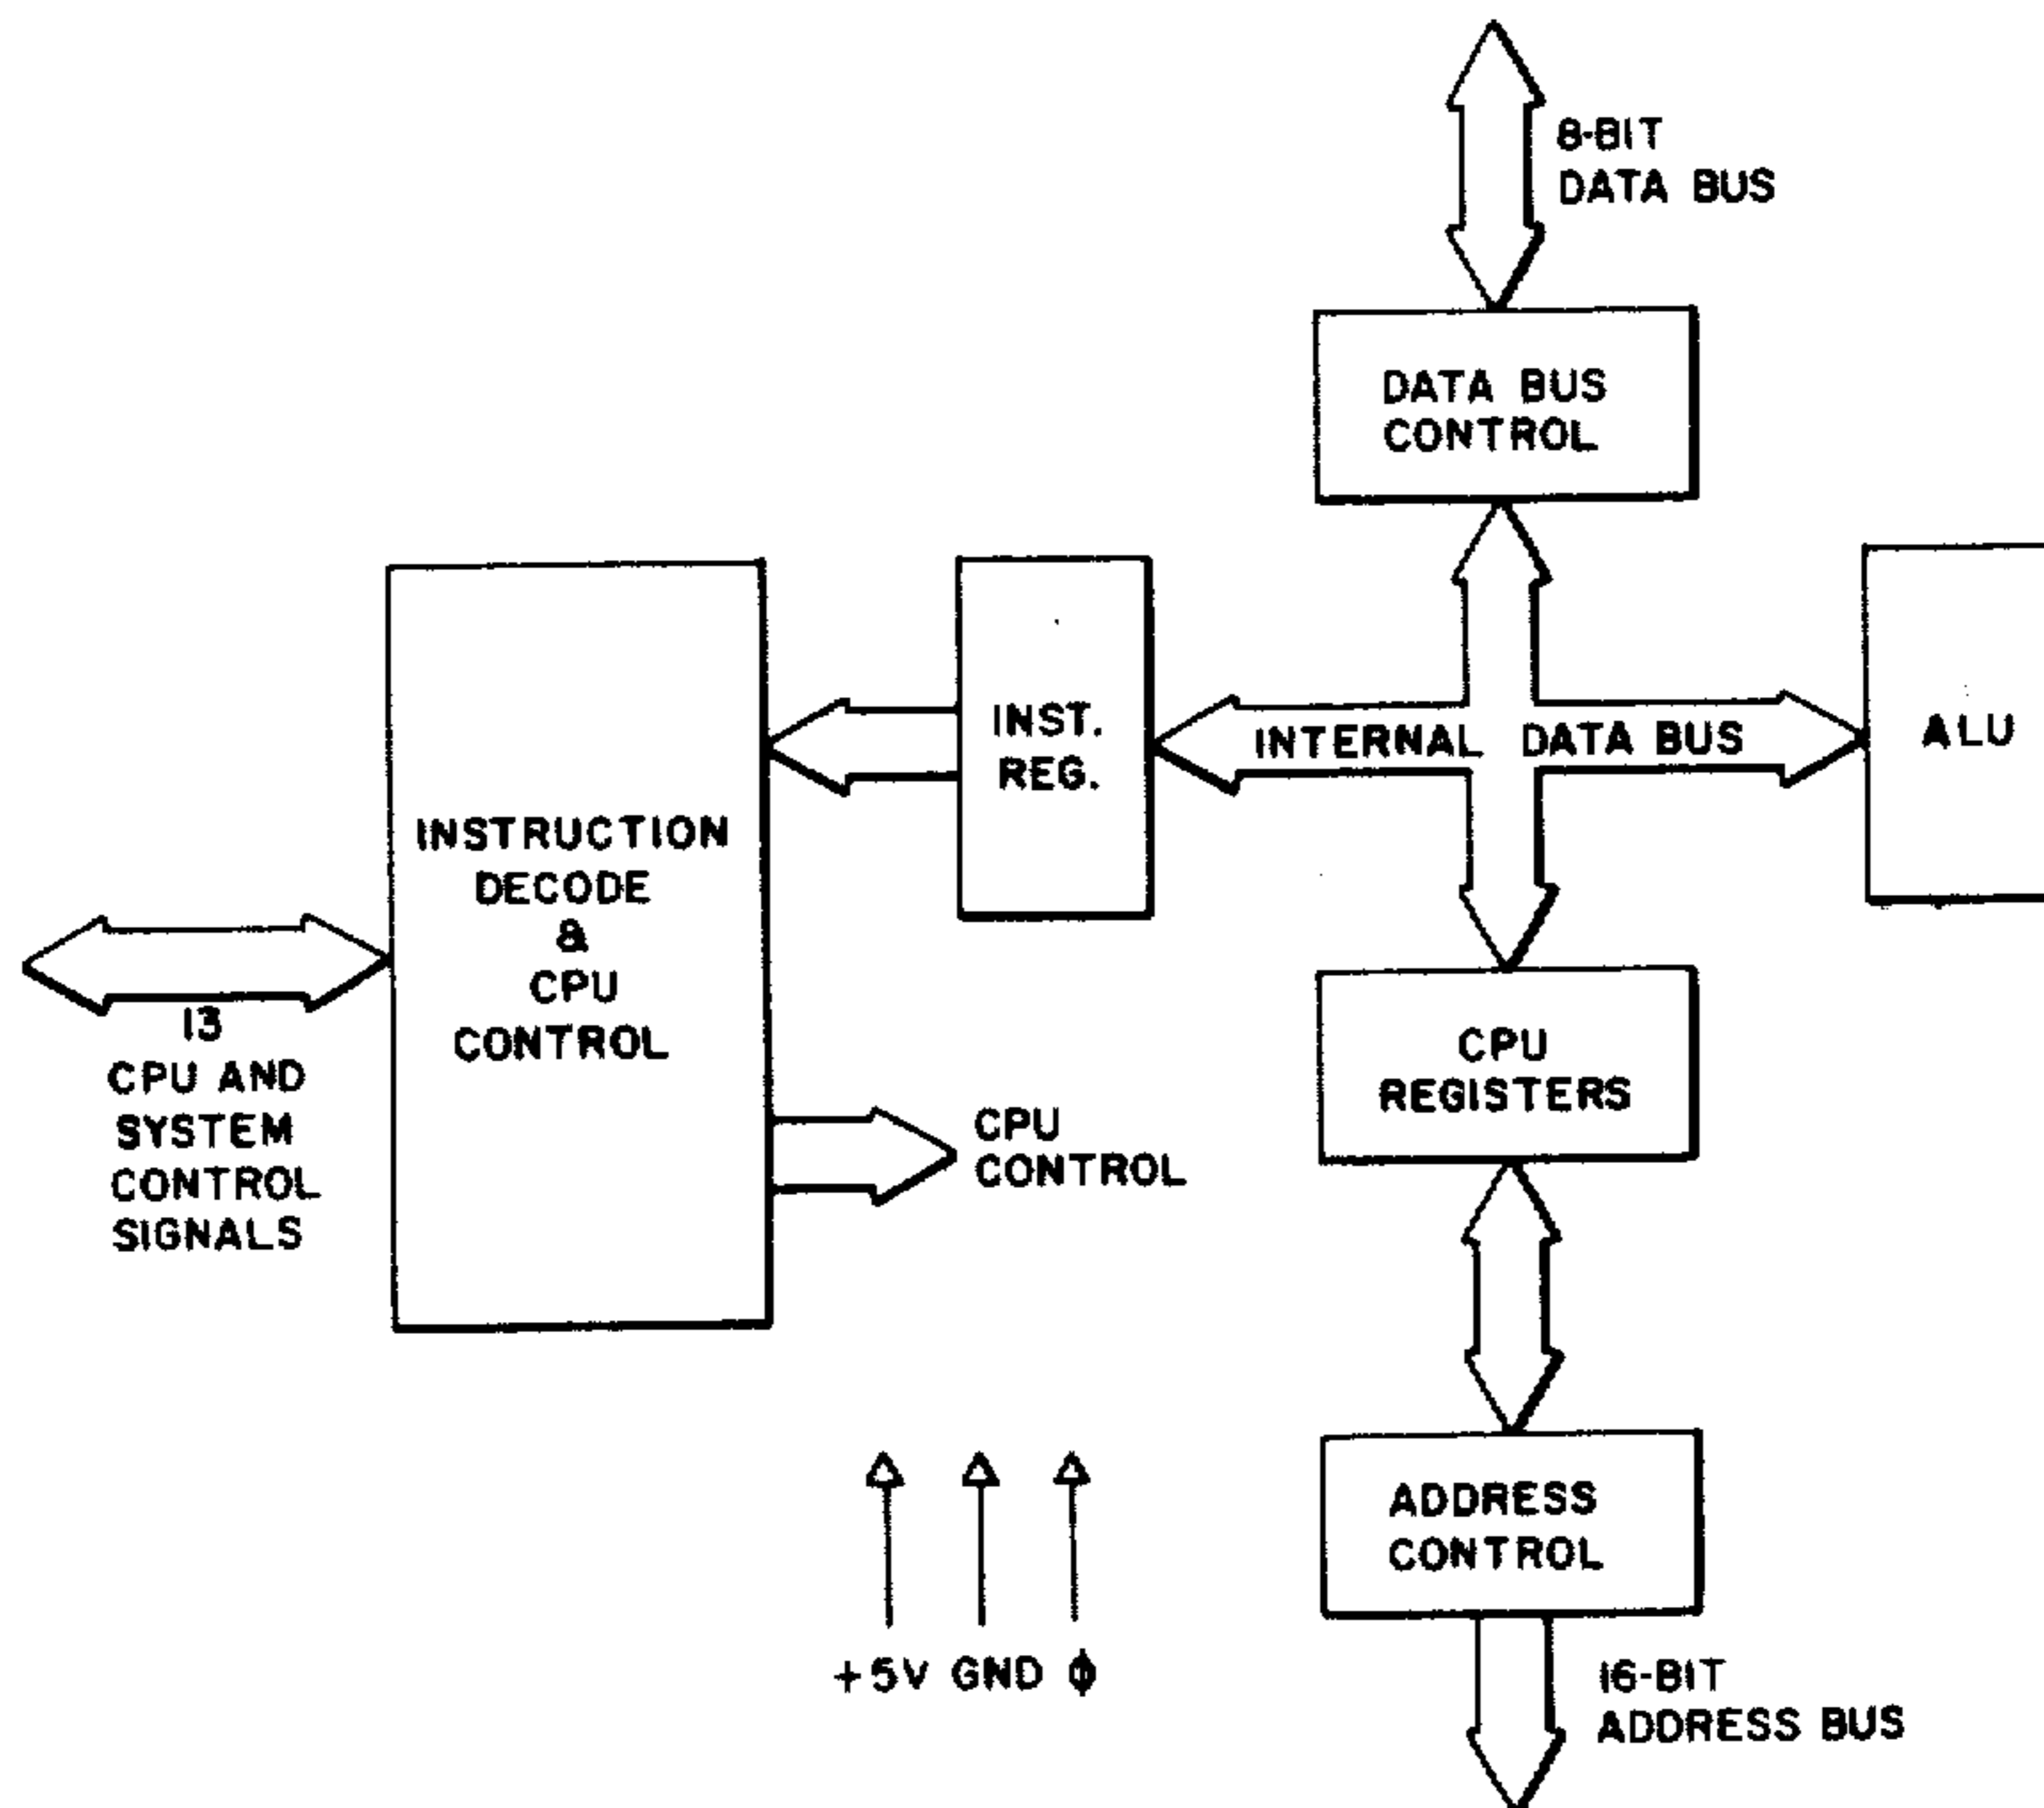 8-BIT
DATA BUS
DATA BUS
CONTROL
INST.
REG.
INTERNAL DATA BUS
ALU
INSTRUCTION
DECODE
&
CPU
CONTROL
13
CPU AND
SYSTEM
CONTROL
SIGNALS
CPU
CONTROL
CPU
REGISTERS
ADDRESS
CONTROL
+5V GND Φ
16-BIT
ADDRESS BUS